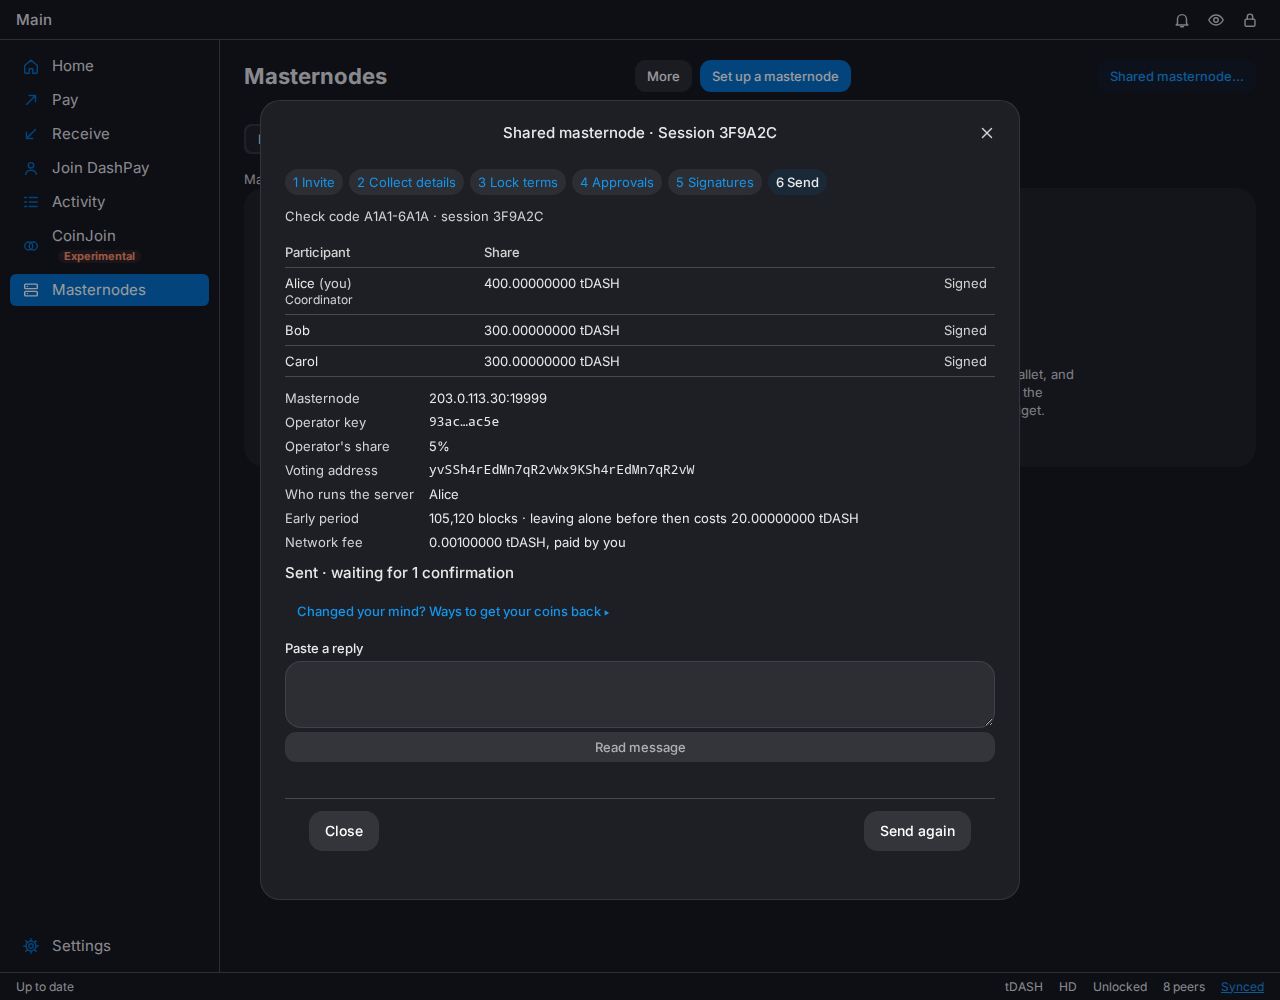 Main
Home
Pay
Receive
Join DashPay
Activity
CoinJoin
Experimental
Masternodes
Settings
Masternodes
More
Set up a masternode
Shared masternode...
Ma
allet, and
the
get.
Shared masternode · Session 3F9A2C
1 Invite 2 Collect details 3 Lock terms 4 Approvals 5 Signatures 6 Send
Check code A1A1-6A1A · session 3F9A2C
Participant Share
Alice (you) 400.00000000 tDASH Signed
Coordinator
Bob 300.00000000 tDASH Signed
Carol 300.00000000 tDASH Signed
Masternode 203.0.113.30:19999
Operator key 93ac…ac5e
Operator's share 5%
Voting address yvSSh4rEdMn7qR2vWx9KSh4rEdMn7qR2vW
Who runs the server Alice
Early period 105,120 blocks · leaving alone before then costs 20.00000000 tDASH
Network fee 0.00100000 tDASH, paid by you
Sent · waiting for 1 confirmation
Changed your mind? Ways to get your coins back ▸
Paste a reply
Read message
Close
Send again
Up to date
tDASH HD Unlocked 8 peers Synced